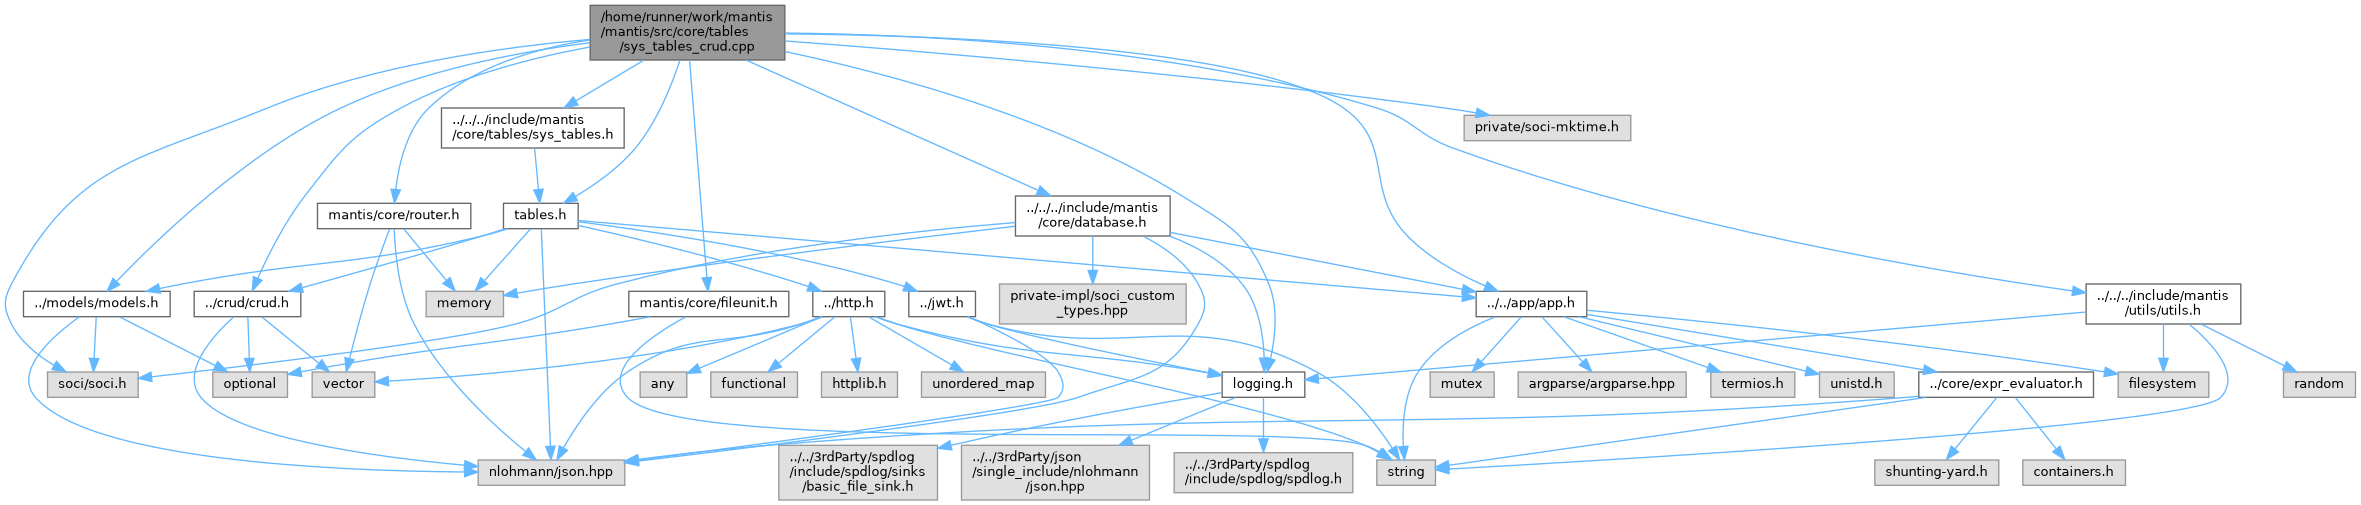 /home/runner/work/mantis
/mantis/src/core/tables
/sys_tables_crud.cpp
../../../include/mantis
/core/tables/sys_tables.h
private/soci-mktime.h
mantis/core/router.h
tables.h
../../../include/mantis
/core/database.h
../models/models.h
../crud/crud.h
memory
mantis/core/fileunit.h
../http.h
../jwt.h
private-impl/soci_custom
_types.hpp
../../app/app.h
../../../include/mantis
/utils/utils.h
soci/soci.h
optional
vector
any
functional
httplib.h
unordered_map
logging.h
mutex
argparse/argparse.hpp
termios.h
unistd.h
../core/expr_evaluator.h
filesystem
random
nlohmann/json.hpp
../../3rdParty/spdlog
/include/spdlog/sinks
/basic_file_sink.h
../../3rdParty/json
/single_include/nlohmann
/json.hpp
../../3rdParty/spdlog
/include/spdlog/spdlog.h
string
shunting-yard.h
containers.h